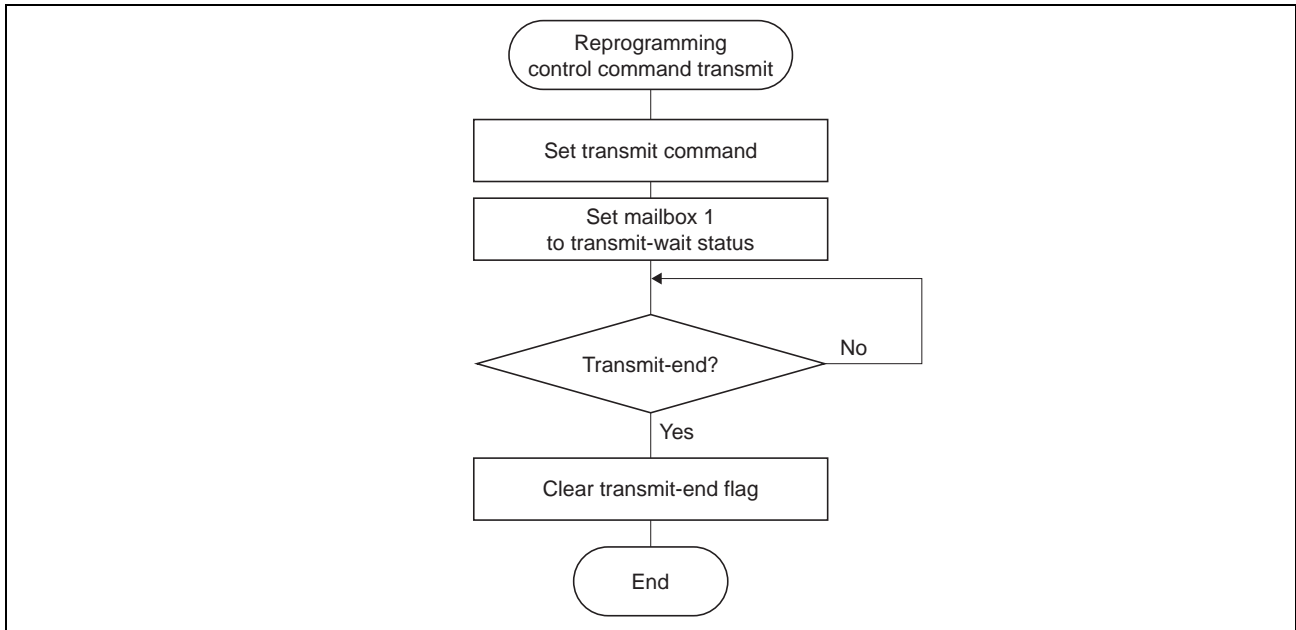 Reprogramming
control command transmit
Set transmit command
Set mailbox 1
to transmit-wait status
Transmit-end?
No
Yes
Clear transmit-end flag
End